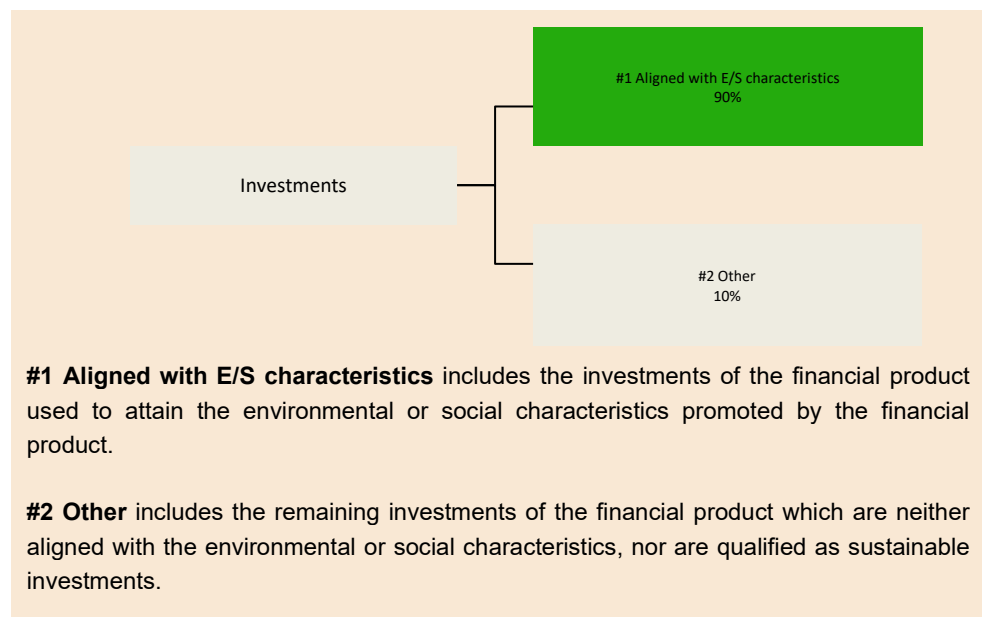 #1 Aligned with E/S characteristics
90%
Investments
#2 Other
10%
#1 Aligned with E/S characteristics includes the investments of the financial product
used to attain the environmental or social characteristics promoted by the financial
product.
#2 Other includes the remaining investments of the financial product which are neither
aligned with the environmental or social characteristics, nor are qualified as sustainable
investments.